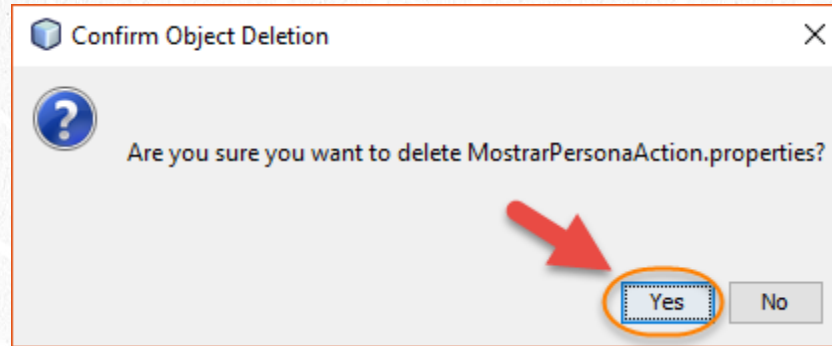 Confirm Object Deletion
Are you sure you want to delete MostrarPersonaAction.properties?
Yes
No